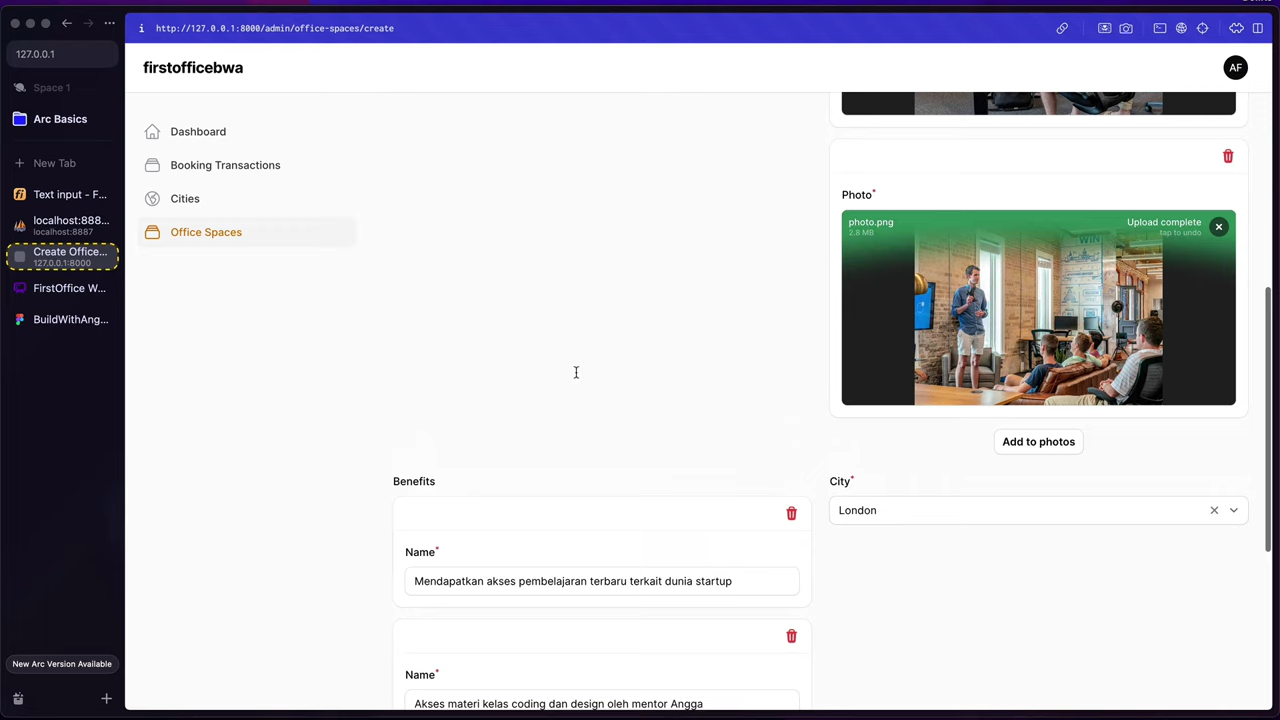 http://127.0.0.1:8000/admin/office-spaces/create
127.0.0.1
Space 1
Arc Basics
New Tab
Text input - F...
localhost:888...
localhost:8887
Create Office...
127.0.0.1:8000
FirstOffice W...
BuildWithAng...
New Arc Version Available
firstofficebwa
AF
Dashboard
Booking Transactions
Cities
Office Spaces
Photo*
photo.png
2.8 MB
Upload complete
tap to undo
WIN
Add to photos
Benefits
Name*
Mendapatkan akses pembelajaran terbaru terkait dunia startup
Name*
Akses materi kelas coding dan design oleh mentor Angga
City*
London